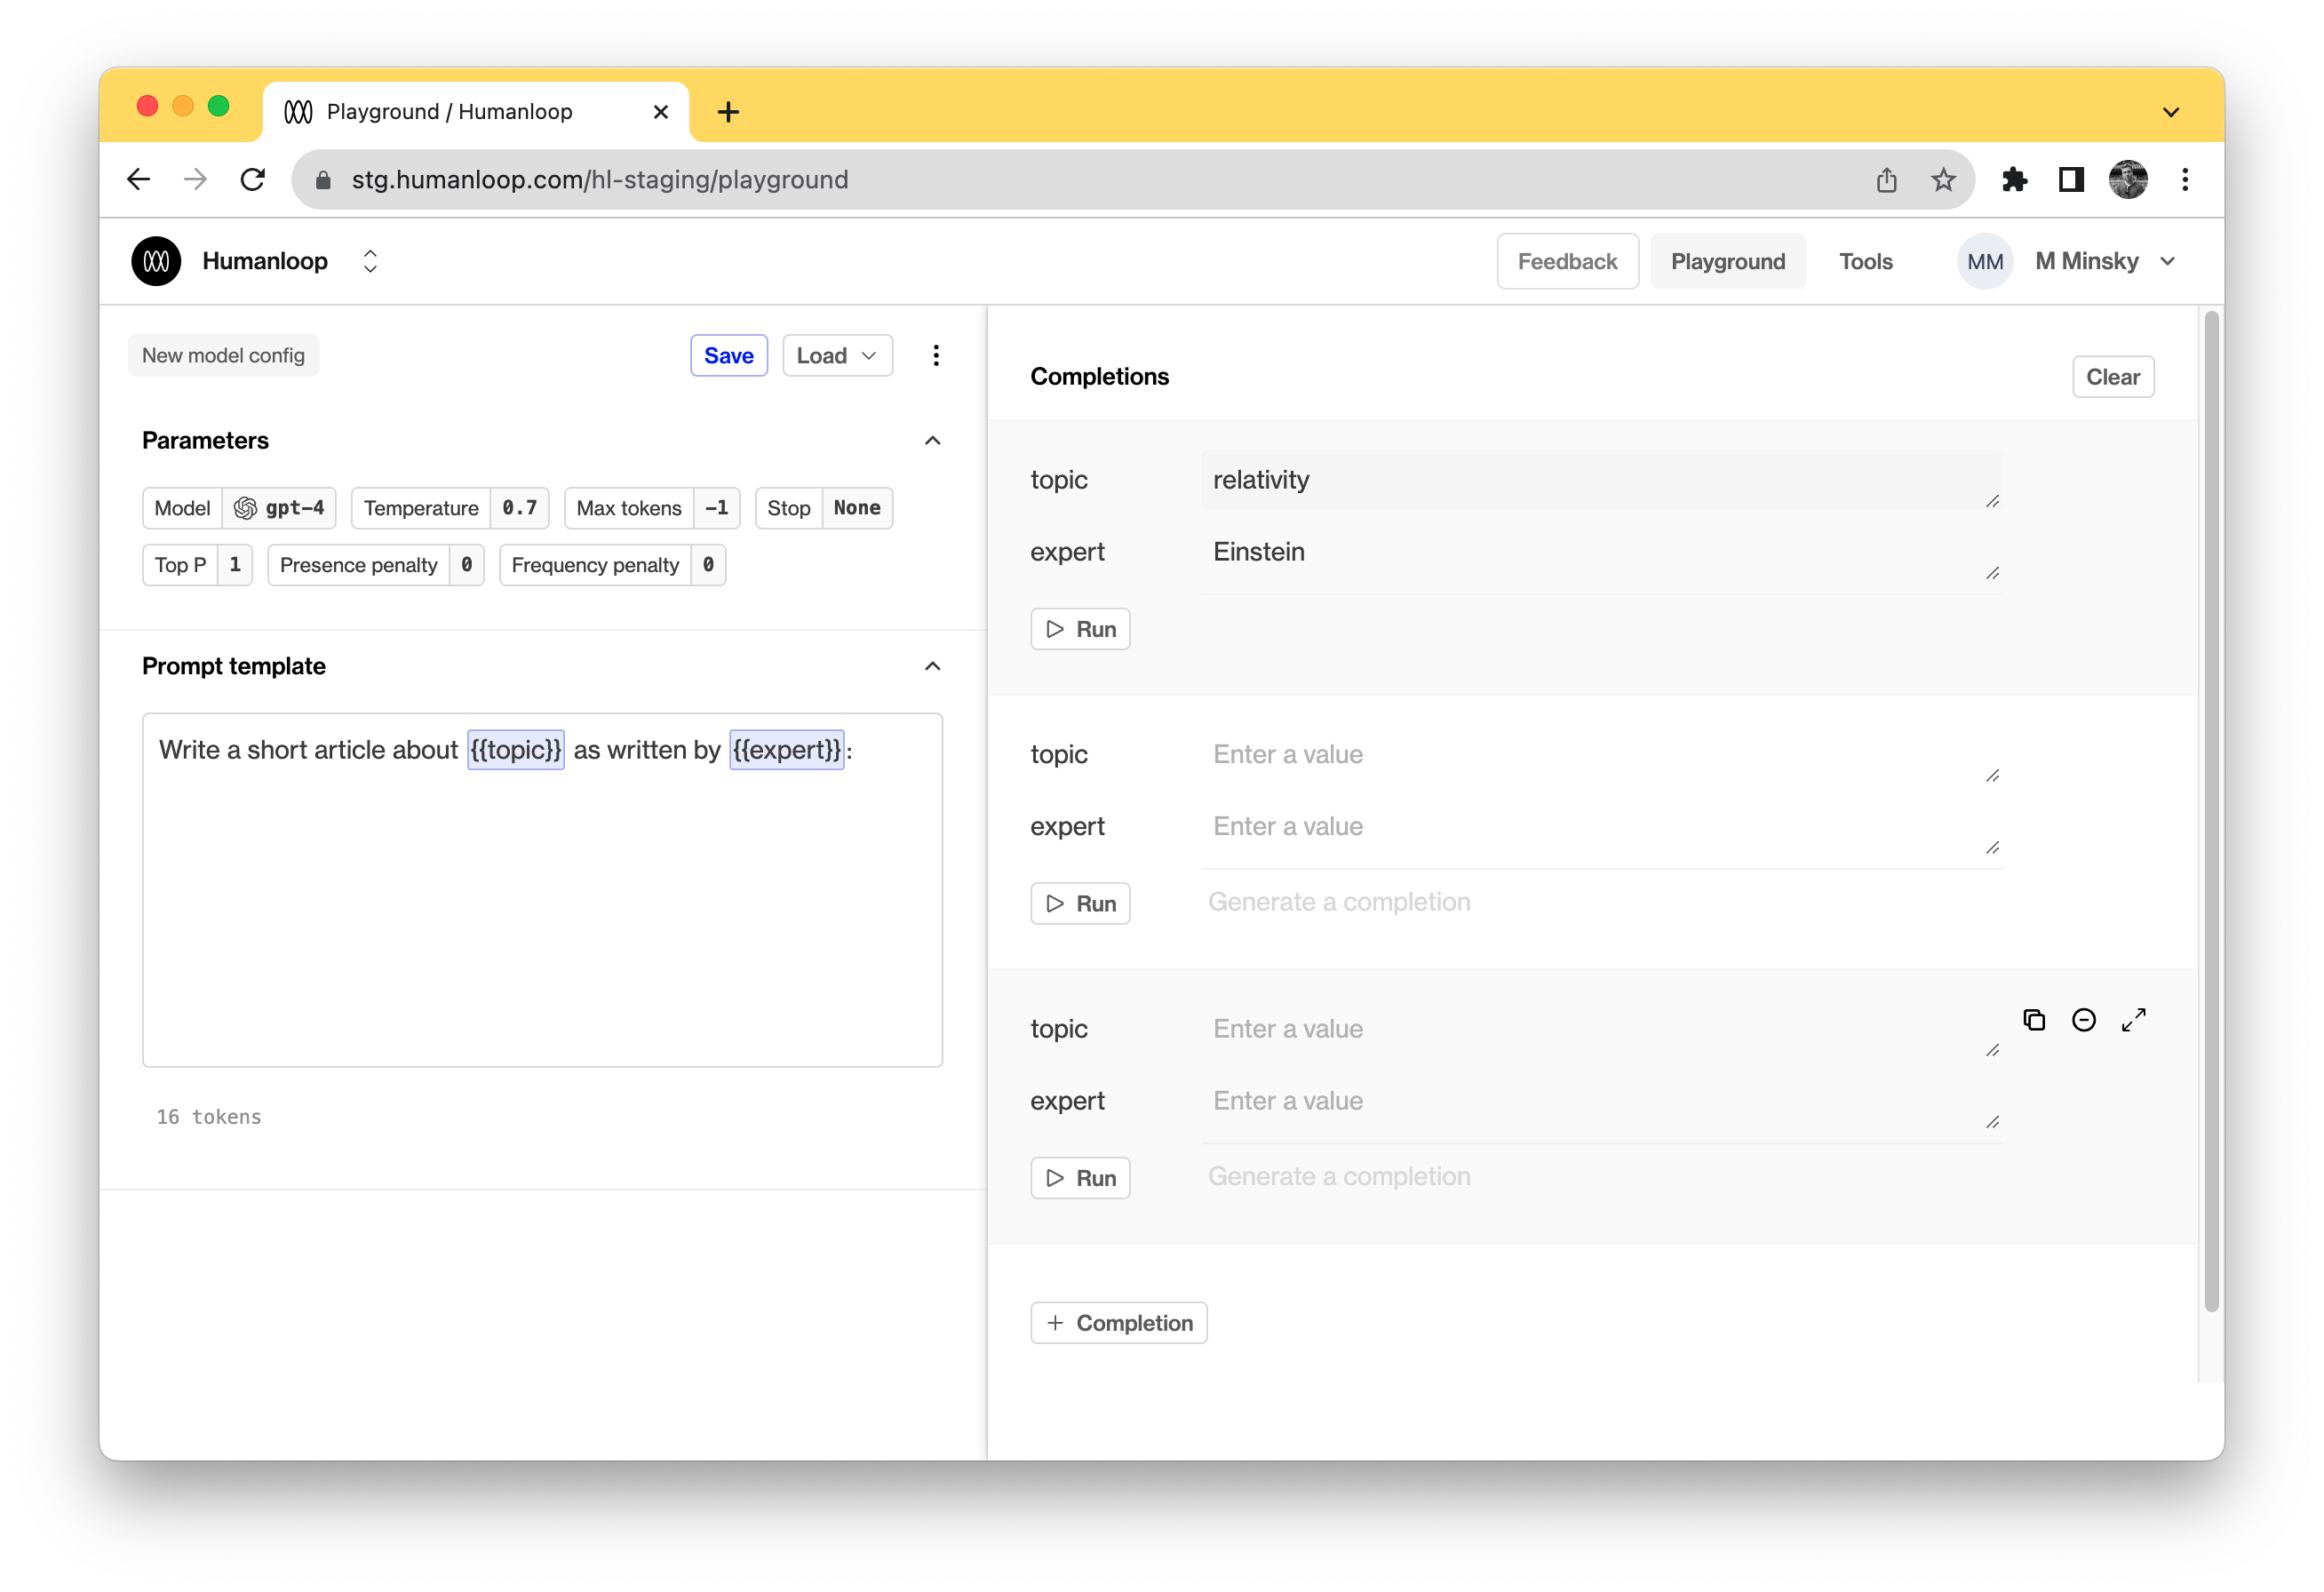 Playground / Humanloop
stg.humanloop.com/hl-staging/playground
Humanloop
Feedback
Playground
Tools
MM
M Minsky
New model config
Save
Load
Parameters
Model gpt-4
Temperature 0.7
Max tokens -1
Stop None
Top P 1
Presence penalty 0
Frequency penalty 0
Prompt template
Write a short article about {{topic}} as written by {{expert}}:
16 tokens
Completions
Clear
topic relativity
expert Einstein
Run
topic Enter a value
expert Enter a value
Run Generate a completion
topic Enter a value
expert Enter a value
Run Generate a completion
+ Completion